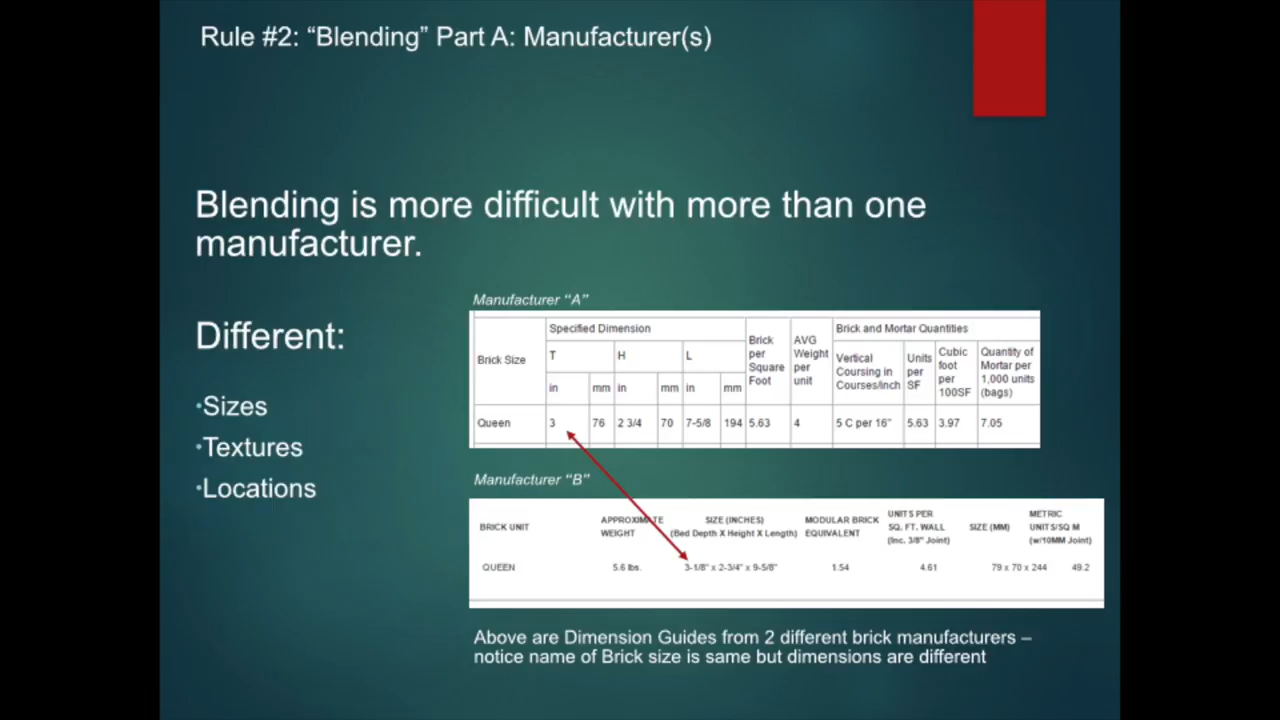 Rule #2: “Blending” Part A: Manufacturer(s)
Blending is more difficult with more than one
manufacturer.
Different:
•Sizes
•Textures
•Locations
Manufacturer “A”
Brick Size
Specified Dimension
T H L
in mm in mm in mm
Brick
per
Square
Foot
AVG
Weight
per
unit
Brick and Mortar Quantities
Vertical
Coursing in
Courses/inch
Units
per
SF
Cubic
foot
per
100SF
Quantity of
Mortar per
1,000 units
(bags)
Queen 3 76 2 3/4 70 7-5/8 194 5.63 4 5 C per 16" 5.63 3.97 7.05
Manufacturer “B”
BRICK UNIT
APPROXIMATE
WEIGHT
SIZE (INCHES)
(Bed Depth X Height X Length)
MODULAR BRICK
EQUIVALENT
UNITS PER
SQ. FT. WALL
(Inc. 3/8" Joint)
SIZE (MM)
METRIC
UNITS/SQ M
(w/10MM Joint)
QUEEN 5.6 lbs. 3-1/8" x 2-3/4" x 9-5/8" 1.54 4.61 79 x 70 x 244 49.2
Above are Dimension Guides from 2 different brick manufacturers –
notice name of Brick size is same but dimensions are different